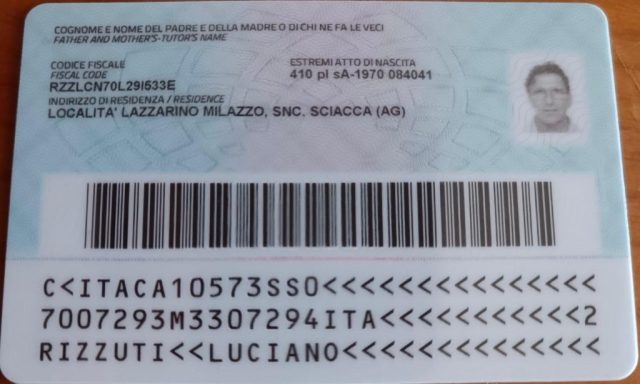 COGNOME E NOME DEL PADRE E DELLA MADRE O DI CHI NE FA LE VECI
FATHER AND MOTHER'S-TUTOR'S NAME
CODICE FISCALE
FISCAL CODE
RZZLCN70L29I533E
ESTREMI ATTO DI NASCITA
410 pI sA-1970 084041
INDIRIZZO DI RESIDENZA / RESIDENCE
LOCALITA' LAZZARINO MILAZZO, SNC. SCIACCA (AG)
C<ITACA10573SS0<<<<<<<<<<<<<<<
7007293M3307294ITA<<<<<<<<<<<2
RIZZUTI<<LUCIANO<<<<<<<<<<<<<<